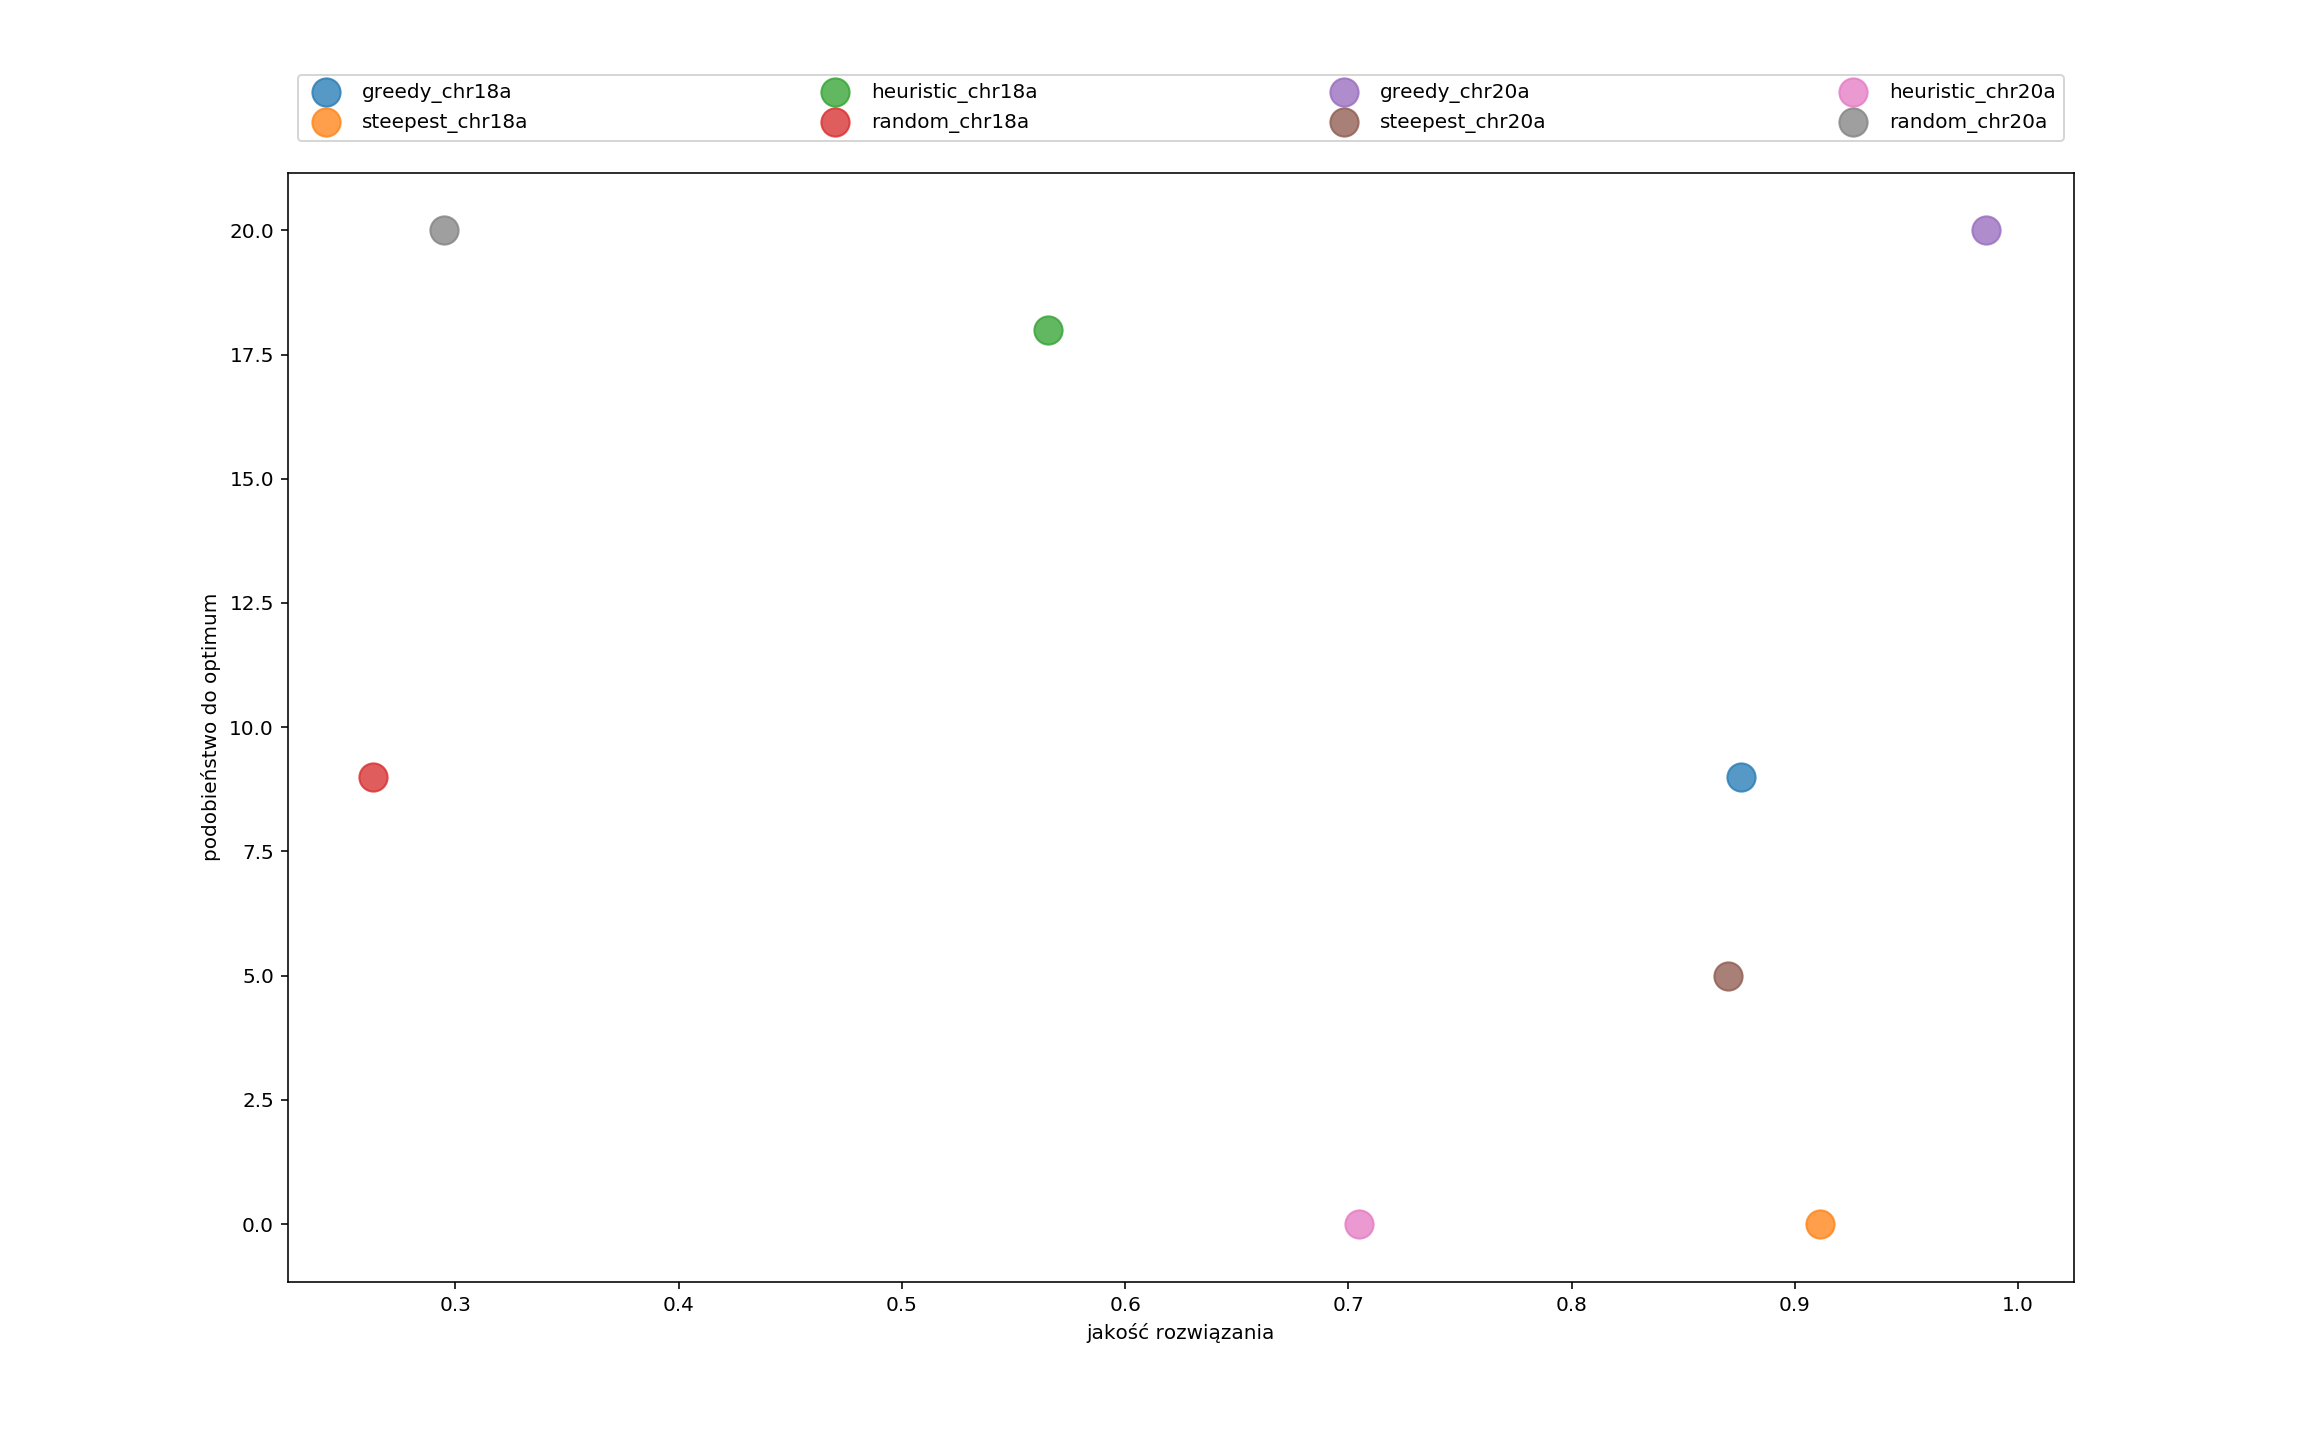 greedy_chr18a heuristic_chr18a greedy_chr20a heuristic_chr20a
steepest_chr18a random_chr18a steepest_chr20a random_chr20a
20.0
17.5
15.0
12.5
10.0
7.5
5.0
2.5
0.0
podobieństwo do optimum
0.3 0.4 0.5 0.6 0.7 0.8 0.9 1.0
jakość rozwiązania